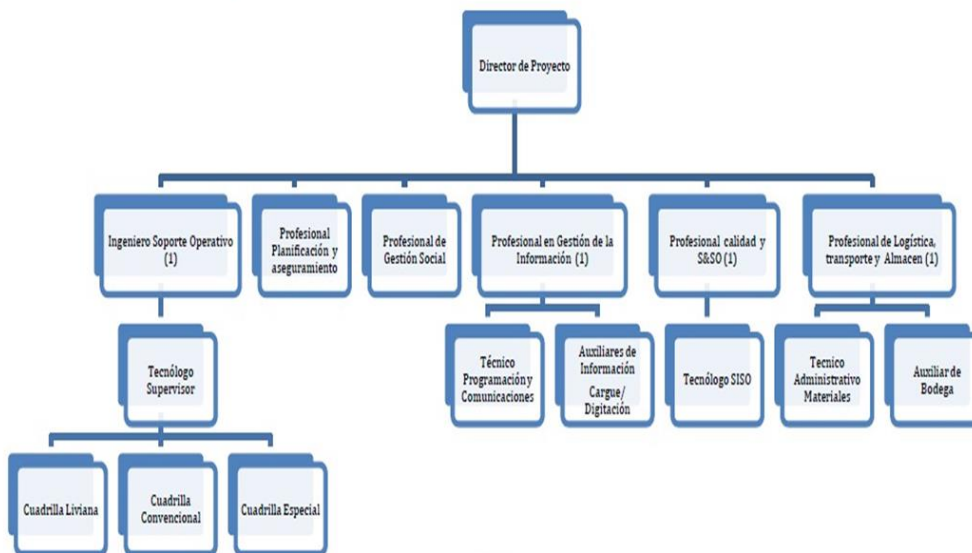 Director de Proyecto
Ingeniero Soporte Operativo
(1)
Profesional
Planificación y
aseguramiento
Profesional de
Gestión Social
Profesional en Gestión de la
Información (1)
Profesional calidad y
S&SO (1)
Profesional de Logística,
transporte y Almacen (1)
Tecnólogo
Supervisor
Técnico
Programación y
Comunicaciones
Auxiliares de
Información
Cargue/
Digitación
Tecnólogo SISO
Tecnico
Administrativo
Materiales
Auxiliar de
Bodega
Cuadrilla Liviana
Cuadrilla
Convencional
Cuadrilla Especial